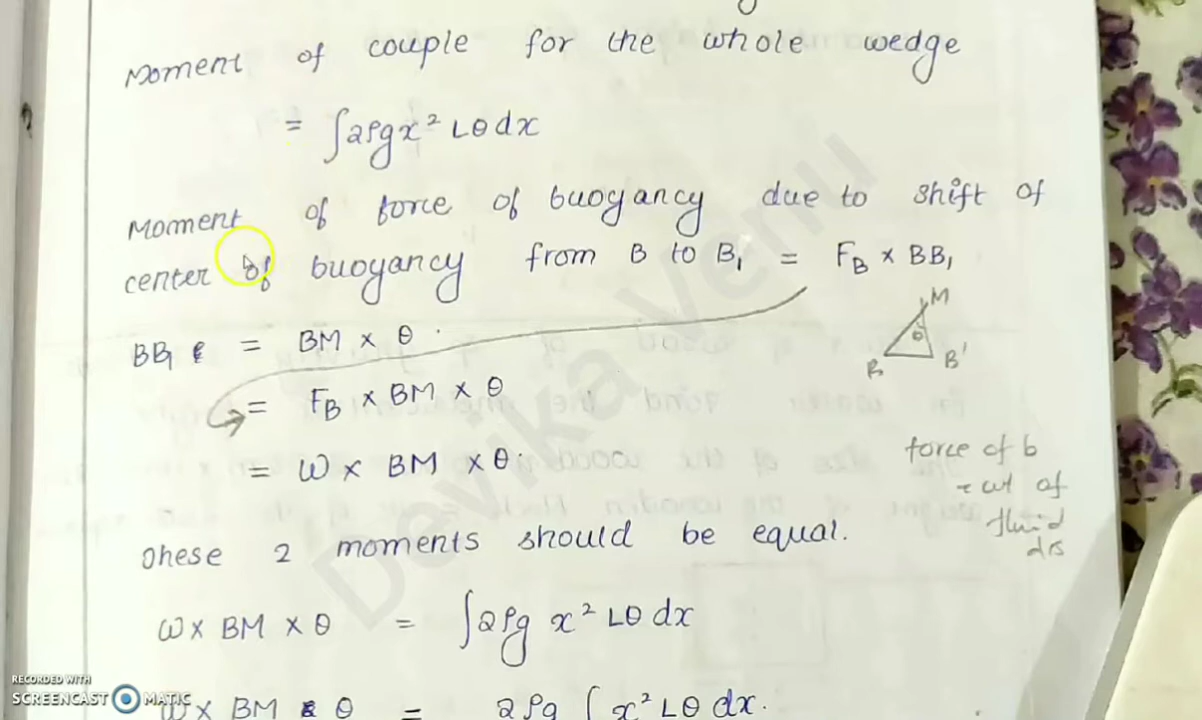 Moment of couple for the whole wedge
= ∫2ρgx² Lθ dx
Moment of force of buoyancy due to shift of
center of buoyancy from B to B₁ = F_B × BB₁
M
θ
B B'
BB₁ = BM × θ
= F_B × BM × θ
= W × BM × θ.
force of b
= wt of
fluid
dis
These 2 moments should be equal.
W × BM × θ = ∫2ρg x² Lθ dx
W × BM × θ = 2ρg ∫x² Lθ dx.
Devika Venu
RECORDED WITH
SCREENCAST MATIC